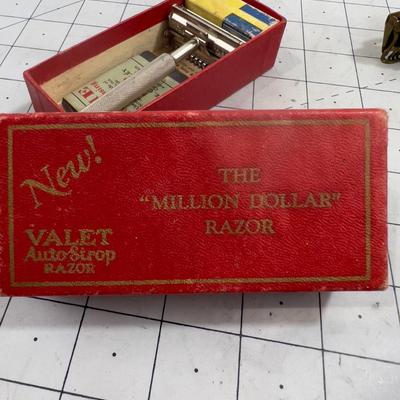 New!
VALET
AutoStrop
RAZOR
THE
"MILLION DOLLAR"
RAZOR